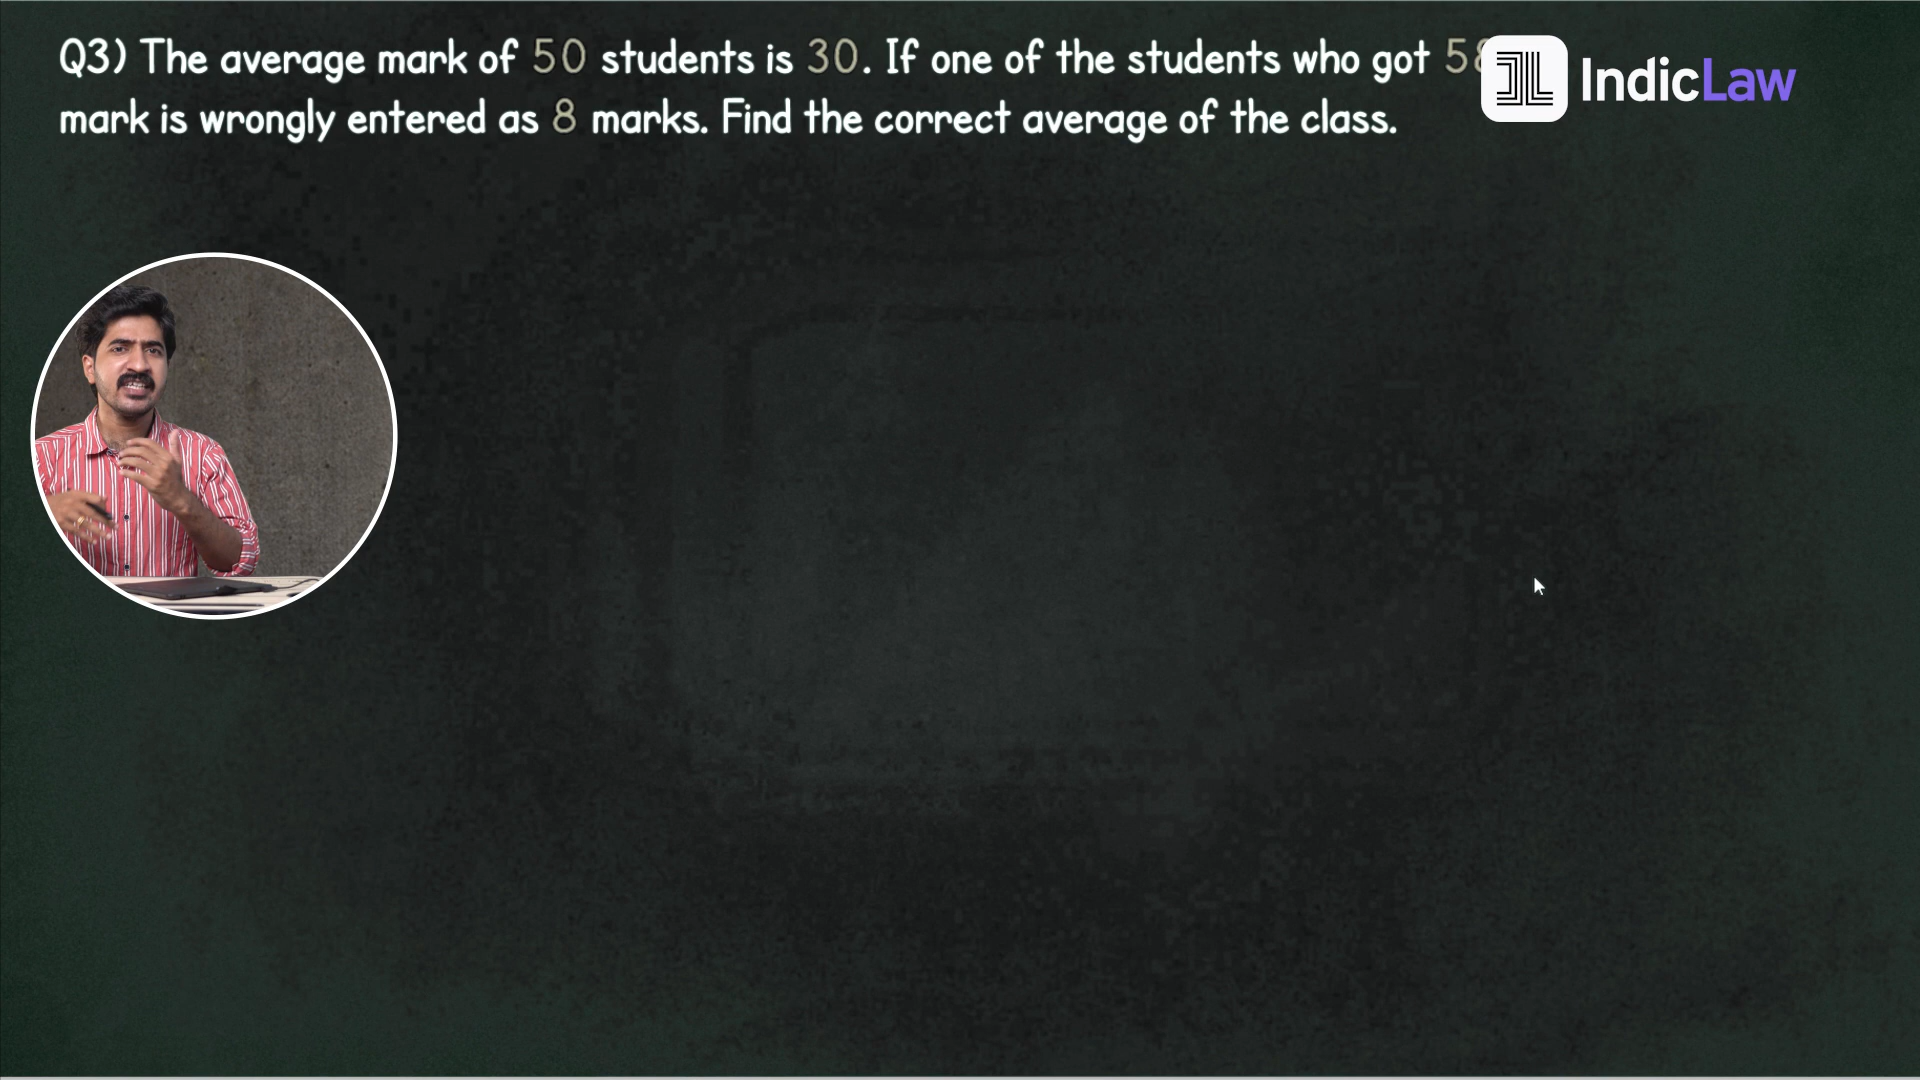 Q3) The average mark of 50 students is 30. If one of the students who got 58
mark is wrongly entered as 8 marks. Find the correct average of the class.
IndicLaw